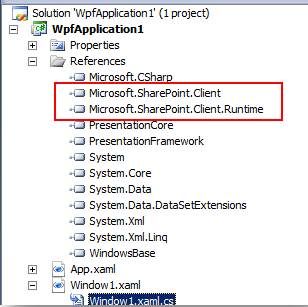 Solution 'WpfApplication1' (1 project)
WpfApplication1
Properties
References
Microsoft.CSharp
Microsoft.SharePoint.Client
Microsoft.SharePoint.Client.Runtime
PresentationCore
PresentationFramework
System
System.Core
System.Data
System.Data.DataSetExtensions
System.Xml
System.Xml.Linq
WindowsBase
App.xaml
Window1.xaml
Window1.xaml.cs